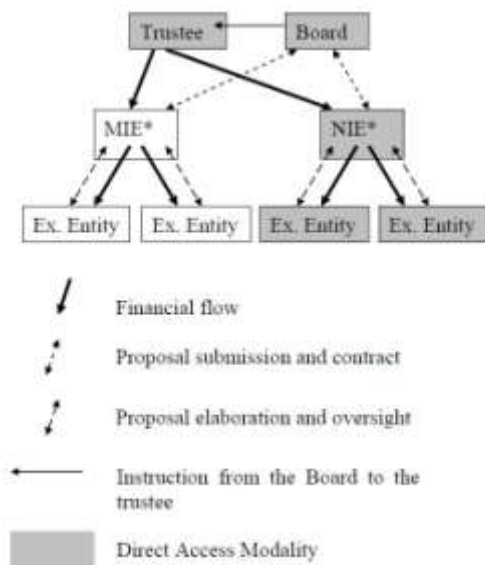 Trustee Board
MIE* NIE*
Ex. Entity Ex. Entity Ex. Entity Ex. Entity
Financial flow
Proposal submission and contract
Proposal elaboration and oversight
Instruction from the Board to the
trustee
Direct Access Modality